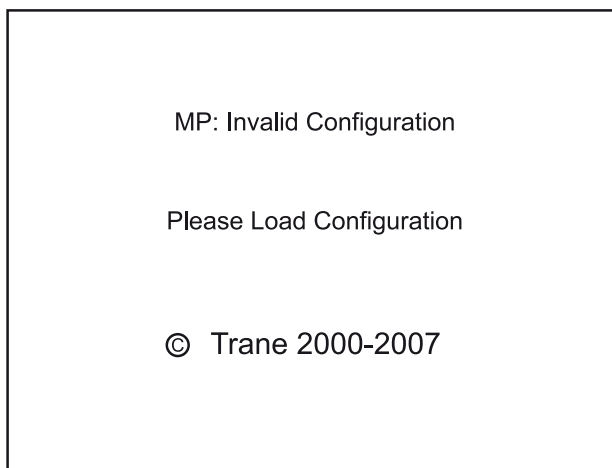 MP: Invalid Configuration
Please Load Configuration
© Trane 2000-2007